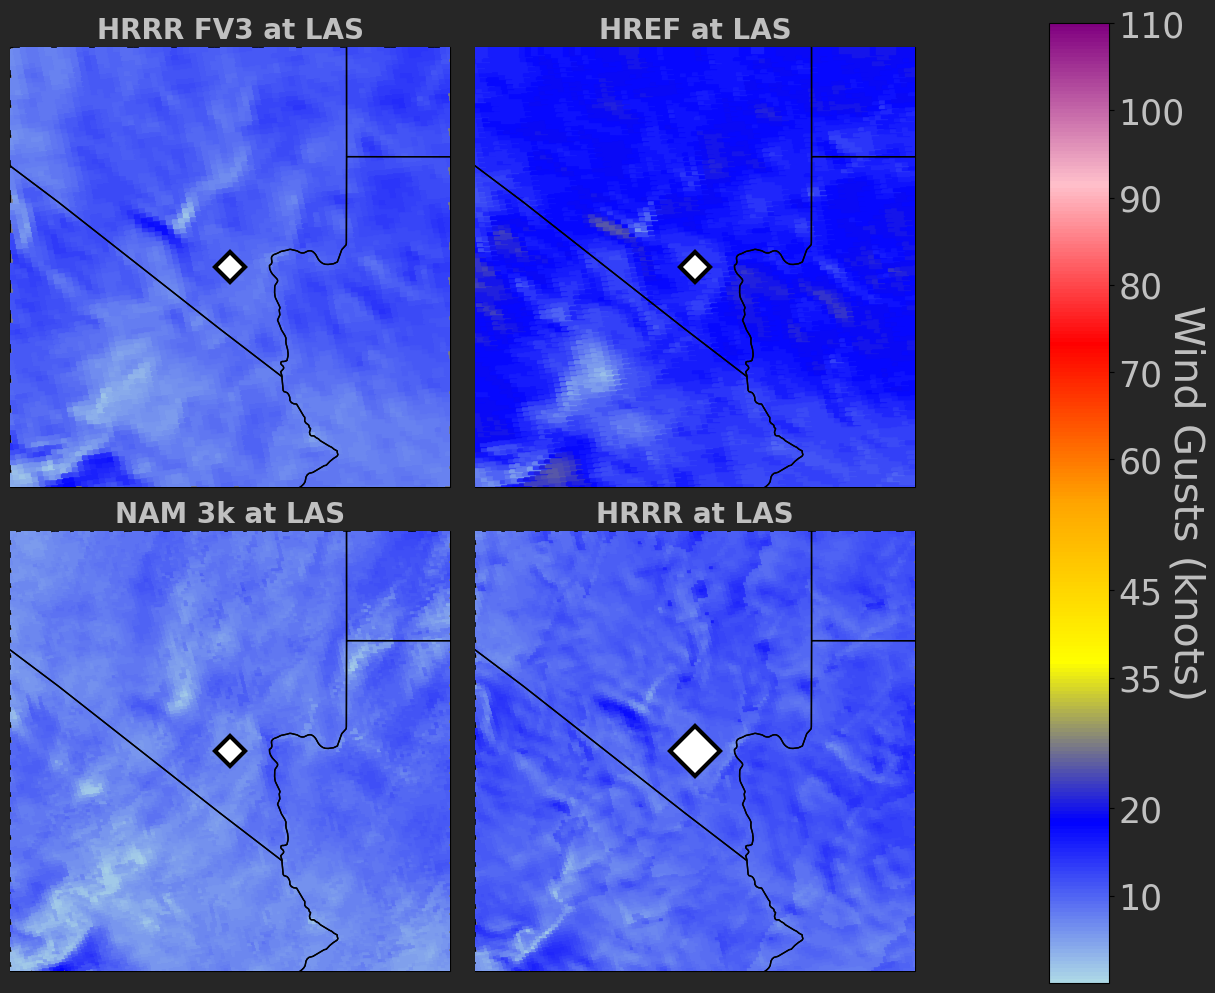 HRRR FV3 at LAS
HREF at LAS
NAM 3k at LAS
HRRR at LAS
110
100
90
80
70
60
45
35
20
10
Wind Gusts (knots)